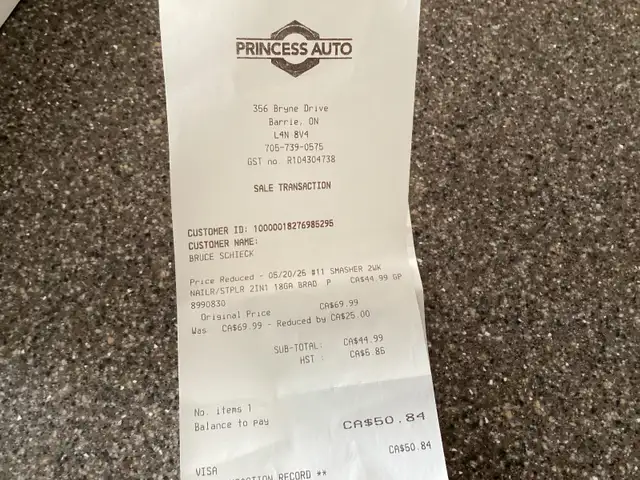 PRINCESS AUTO
356 Bryne Drive
Barrie, ON
L4N 8V4
705-739-0575
GST no. R104304738
SALE TRANSACTION
CUSTOMER ID: 10000018276985295
CUSTOMER NAME:
BRUCE SCHIECK
Price Reduced - 05/20/25 #11 SMASHER 2WK
NAILR/STPLR 2IN1 18GA BRAD P CA$44.99 GP
8990830
Original Price CA$69.99
Was CA$69.99 - Reduced by CA$25.00
SUB-TOTAL: CA$44.99
HST : CA$5.85
No. items 1
Balance to pay CA$50.84
VISA CA$50.84
RECORD **